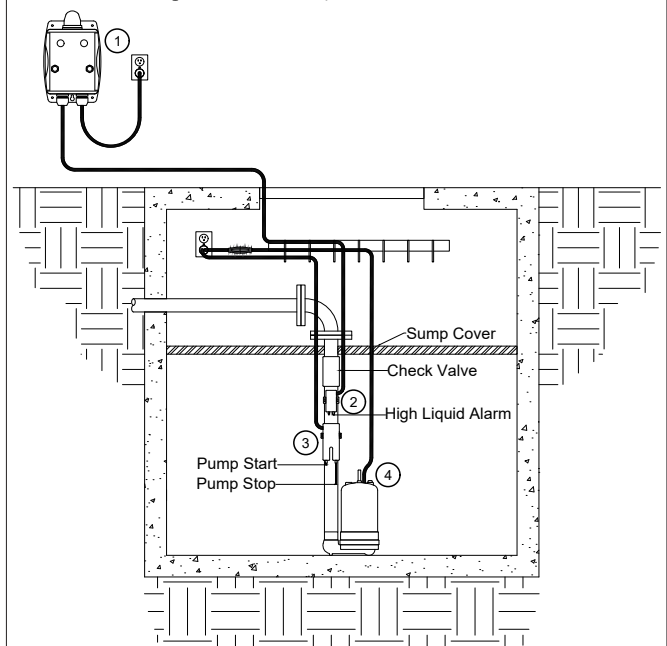 1
Sump Cover
Check Valve
2
High Liquid Alarm
3
Pump Start
4
Pump Stop